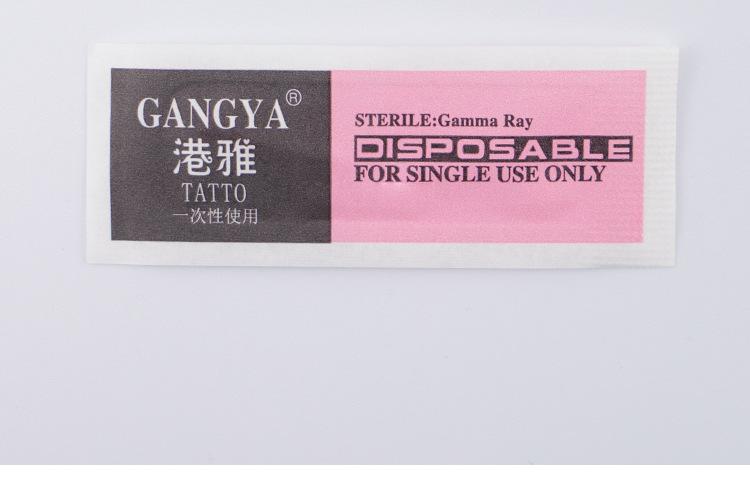 GANGYA®
港雅
TATTO
一次性使用
STERILE:Gamma Ray
DISPOSABLE
FOR SINGLE USE ONLY